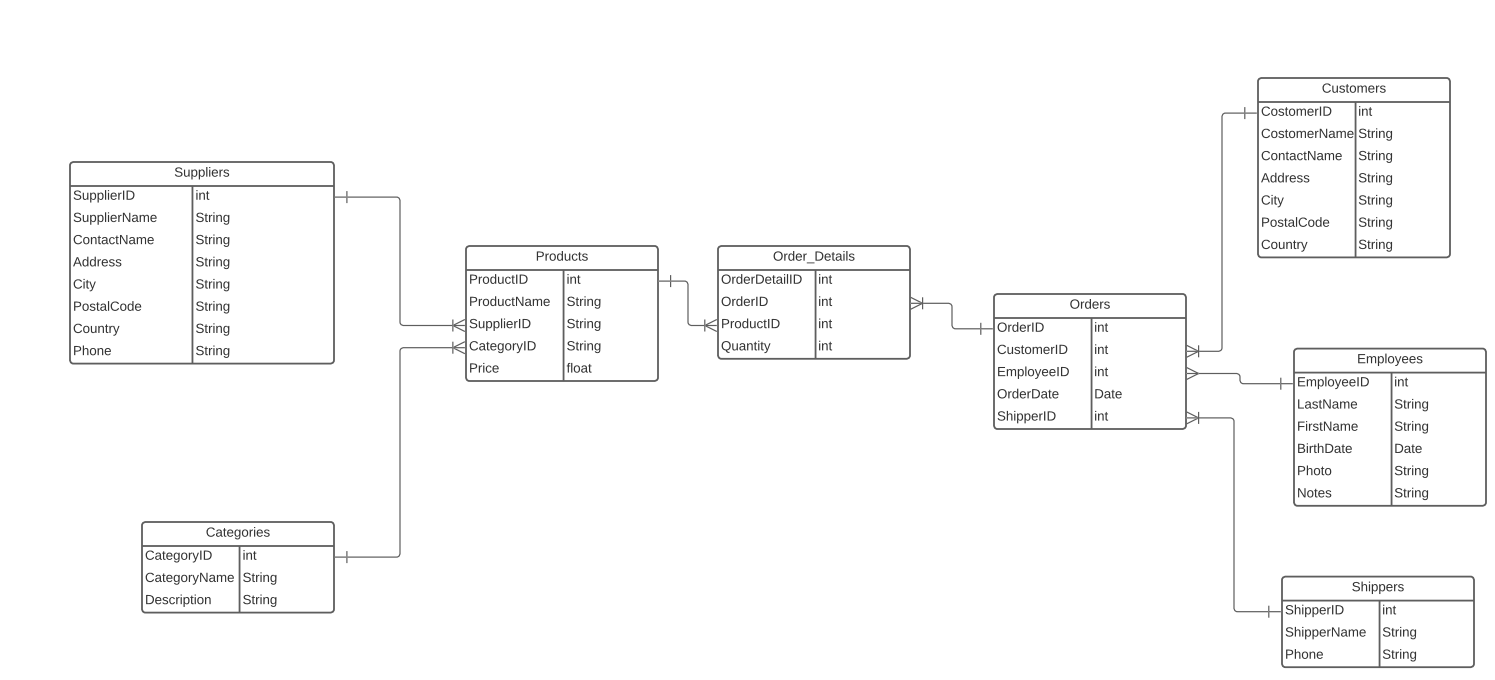 Customers
CostomerID int
CostomerName String
ContactName String
Address String
City String
PostalCode String
Country String
Suppliers
SupplierID int
SupplierName String
ContactName String
Address String
City String
PostalCode String
Country String
Phone String
Products
ProductID int
ProductName String
SupplierID String
CategoryID String
Price float
Order_Details
OrderDetailID int
OrderID int
ProductID int
Quantity int
Orders
OrderID int
CustomerID int
EmployeeID int
OrderDate Date
ShipperID int
Employees
EmployeeID int
LastName String
FirstName String
BirthDate Date
Photo String
Notes String
Categories
CategoryID int
CategoryName String
Description String
Shippers
ShipperID int
ShipperName String
Phone String